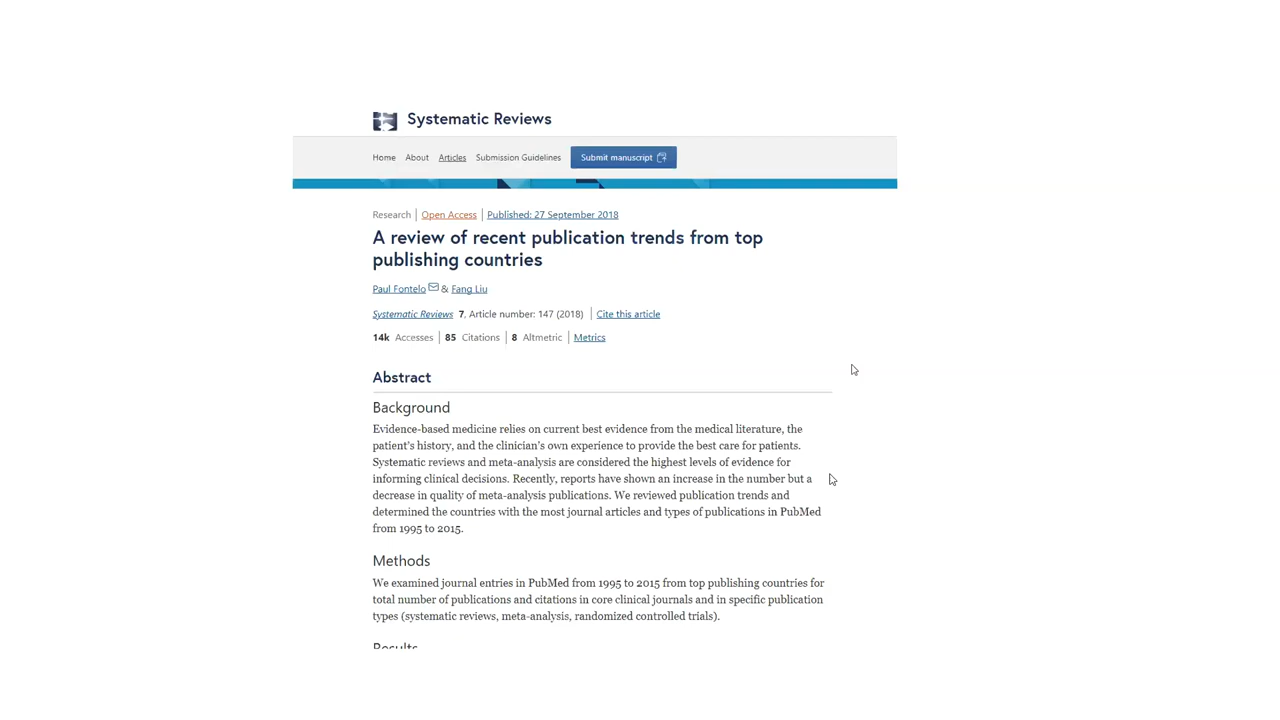 Systematic Reviews
Home About Articles Submission Guidelines Submit manuscript
Research Open Access Published: 27 September 2018
A review of recent publication trends from top
publishing countries
Paul Fontelo & Fang Liu
Systematic Reviews 7, Article number: 147 (2018) Cite this article
14k Accesses 85 Citations 8 Altmetric Metrics
Abstract
Background
Evidence-based medicine relies on current best evidence from the medical literature, the
patient's history, and the clinician's own experience to provide the best care for patients.
Systematic reviews and meta-analysis are considered the highest levels of evidence for
informing clinical decisions. Recently, reports have shown an increase in the number but a
decrease in quality of meta-analysis publications. We reviewed publication trends and
determined the countries with the most journal articles and types of publications in PubMed
from 1995 to 2015.
Methods
We examined journal entries in PubMed from 1995 to 2015 from top publishing countries for
total number of publications and citations in core clinical journals and in specific publication
types (systematic reviews, meta-analysis, randomized controlled trials).
Results